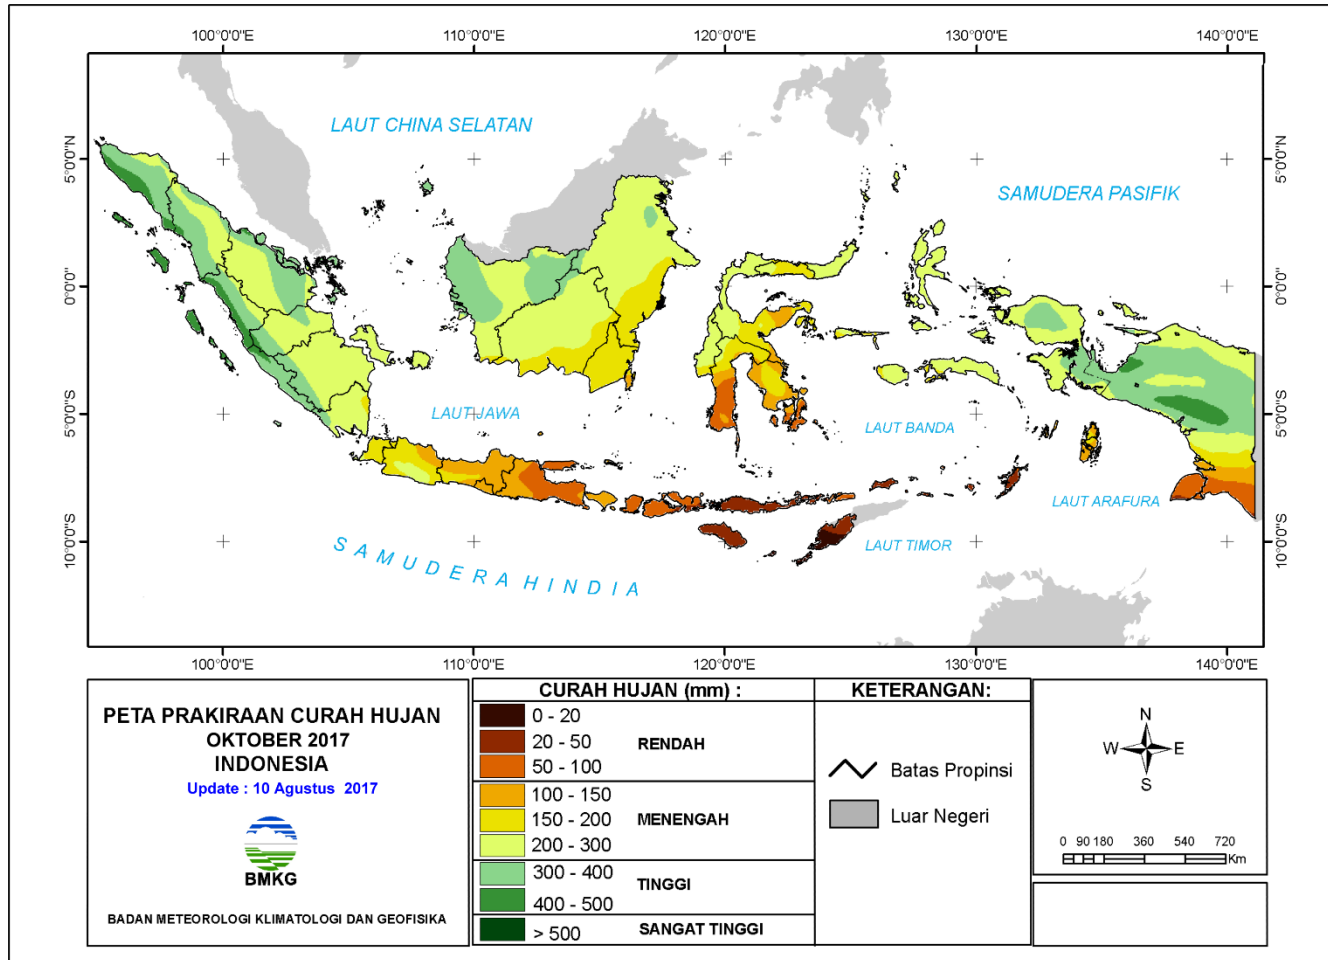 100°0'0"E 110°0'0"E 120°0'0"E 130°0'0"E 140°0'0"E
5°0'0"N 5°0'0"N
0°0'0" 0°0'0"
5°0'0"S 5°0'0"S
10°0'0"S 10°0'0"S
LAUT CHINA SELATAN
SAMUDERA PASIFIK
LAUT JAWA
LAUT BANDA
LAUT ARAFURA
LAUT TIMOR
SAMUDERA HINDIA
100°0'0"E 110°0'0"E 120°0'0"E 130°0'0"E 140°0'0"E
PETA PRAKIRAAN CURAH HUJAN
OKTOBER 2017
INDONESIA
Update : 10 Agustus 2017
BMKG
BADAN METEOROLOGI KLIMATOLOGI DAN GEOFISIKA
CURAH HUJAN (mm) :
0 - 20
20 - 50
50 - 100
RENDAH
100 - 150
150 - 200
200 - 300
MENENGAH
300 - 400
400 - 500
TINGGI
> 500
SANGAT TINGGI
KETERANGAN:
Batas Propinsi
Luar Negeri
N
W E
S
0 90 180 360 540 720
Km